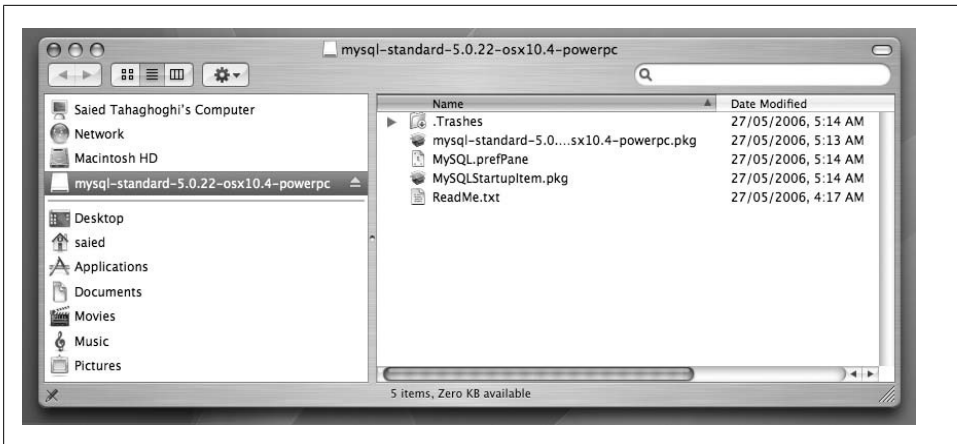 mysql-standard-5.0.22-osx10.4-powerpc
Saied Tahaghoghi's Computer
Network
Macintosh HD
mysql-standard-5.0.22-osx10.4-powerpc
Desktop
saied
Applications
Documents
Movies
Music
Pictures
Name Date Modified
.Trashes 27/05/2006, 5:14 AM
mysql-standard-5.0....sx10.4-powerpc.pkg 27/05/2006, 5:13 AM
MySQL.prefPane 27/05/2006, 5:14 AM
MySQLStartupItem.pkg 27/05/2006, 5:14 AM
ReadMe.txt 27/05/2006, 4:17 AM
5 items, Zero KB available